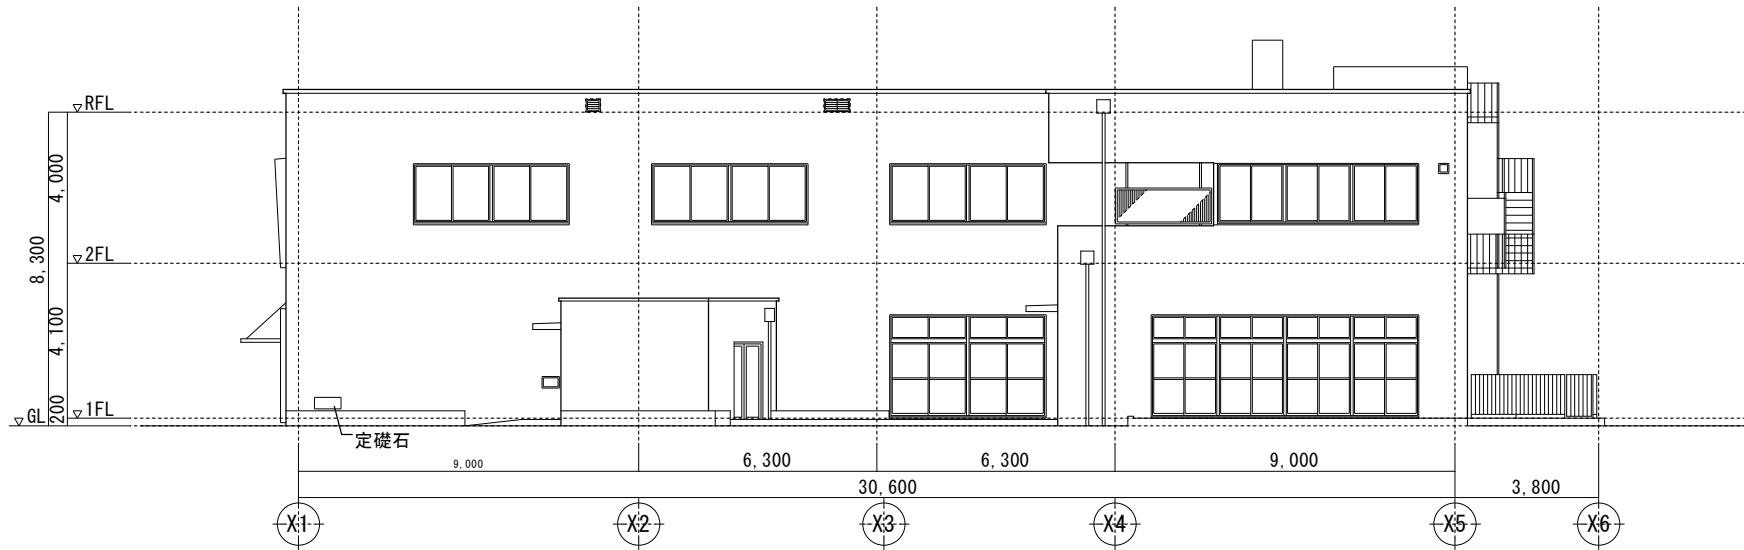 RFL
4,000
8,300
2FL
4,100
1FL
200
GL
定礎石
9,000
6,300
6,300
9,000
30,600
3,800
X1
X2
X3
X4
X5
X6